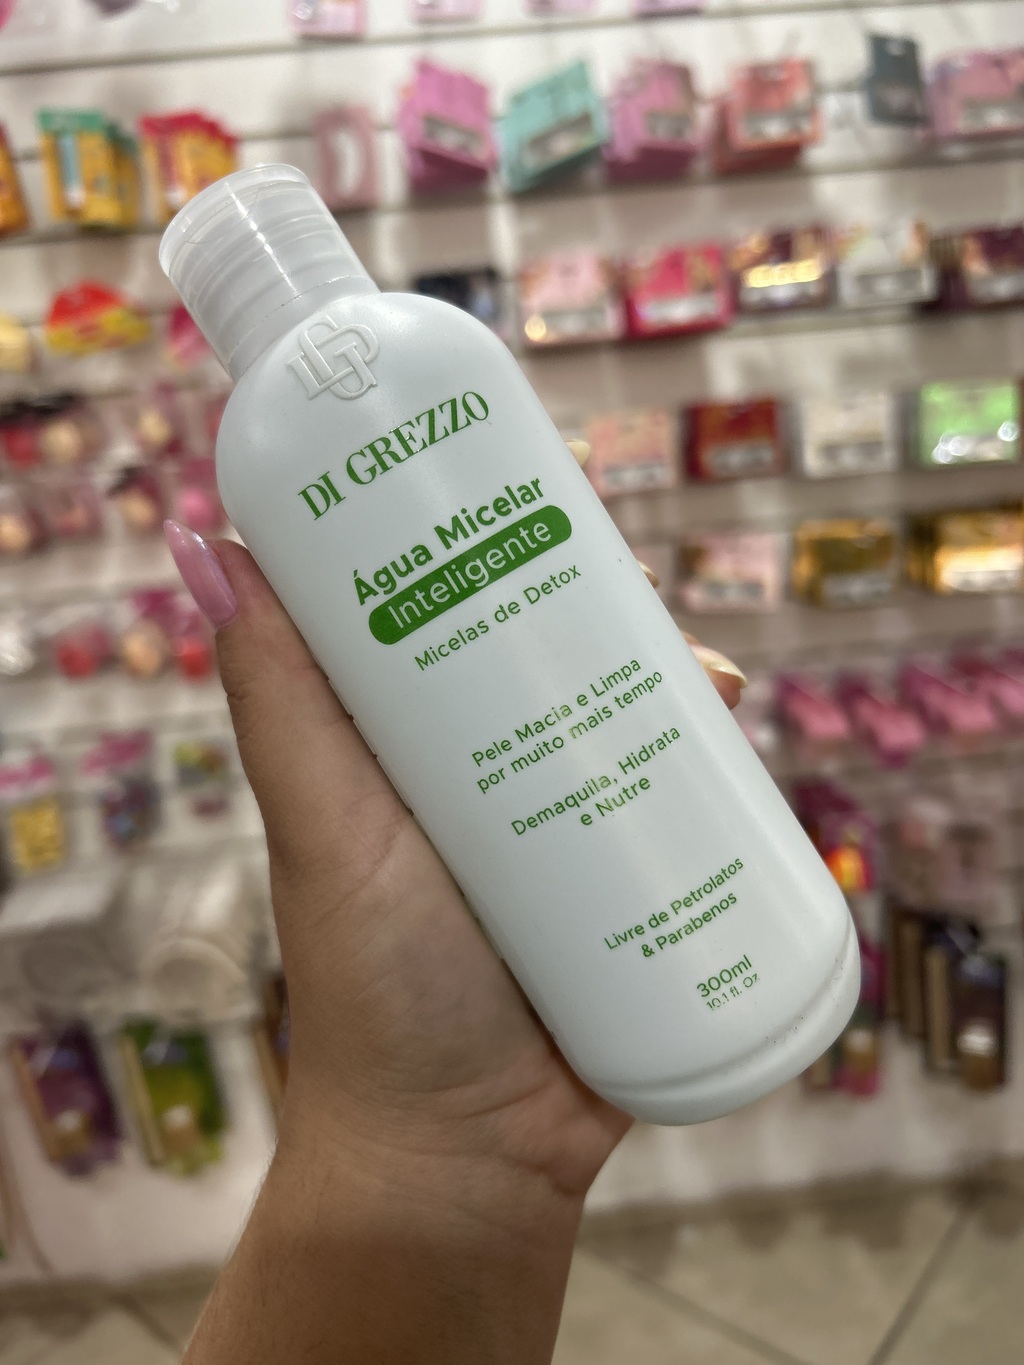 LDG
DI GREZZO
Água Micelar
Inteligente
Micelas de Detox
Pele Macia e Limpa
por muito mais tempo
Demaquila, Hidrata
e Nutre
Livre de Petrolatos
& Parabenos
300ml
10.1 fl. Oz